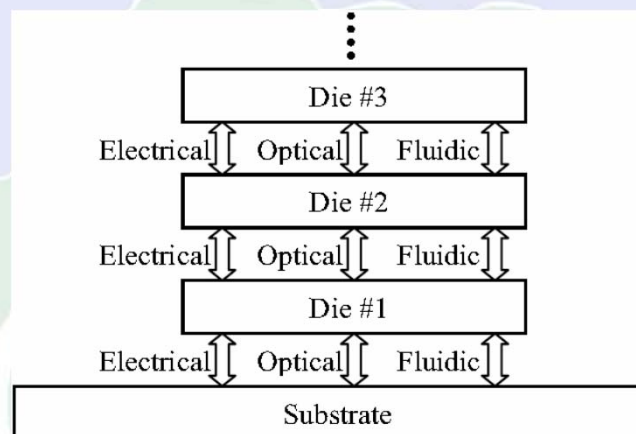 Die #3
Electrical Optical Fluidic
Die #2
Electrical Optical Fluidic
Die #1
Electrical Optical Fluidic
Substrate